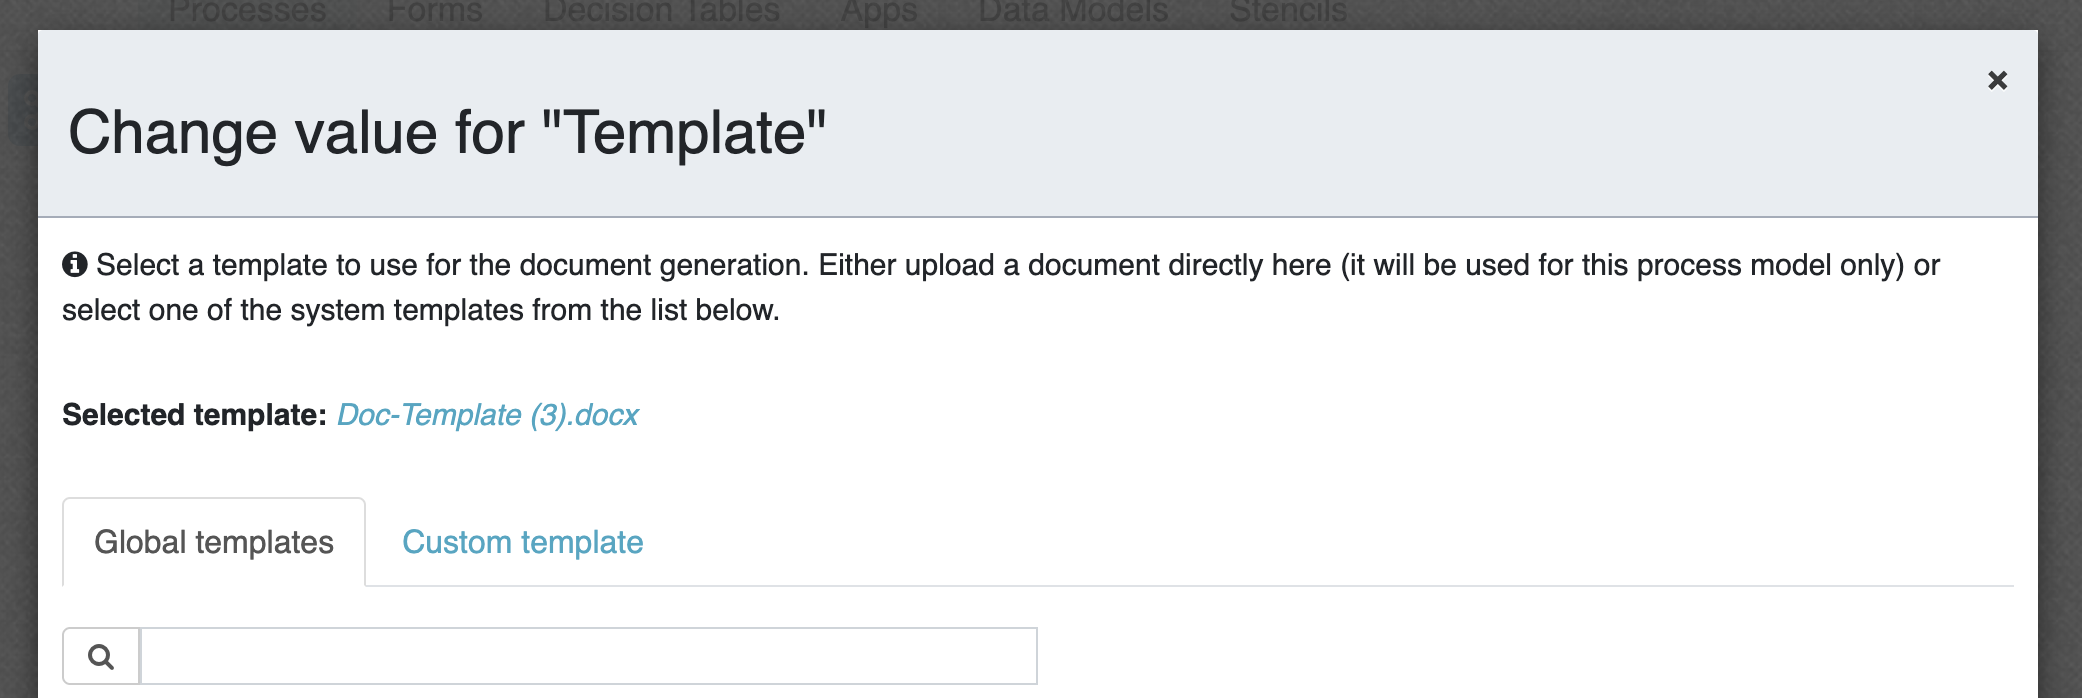 Processes Forms Decision Tables Apps Data Models Stencils
Change value for "Template"
Select a template to use for the document generation. Either upload a document directly here (it will be used for this process model only) or
select one of the system templates from the list below.
Selected template: Doc-Template (3).docx
Global templates Custom template